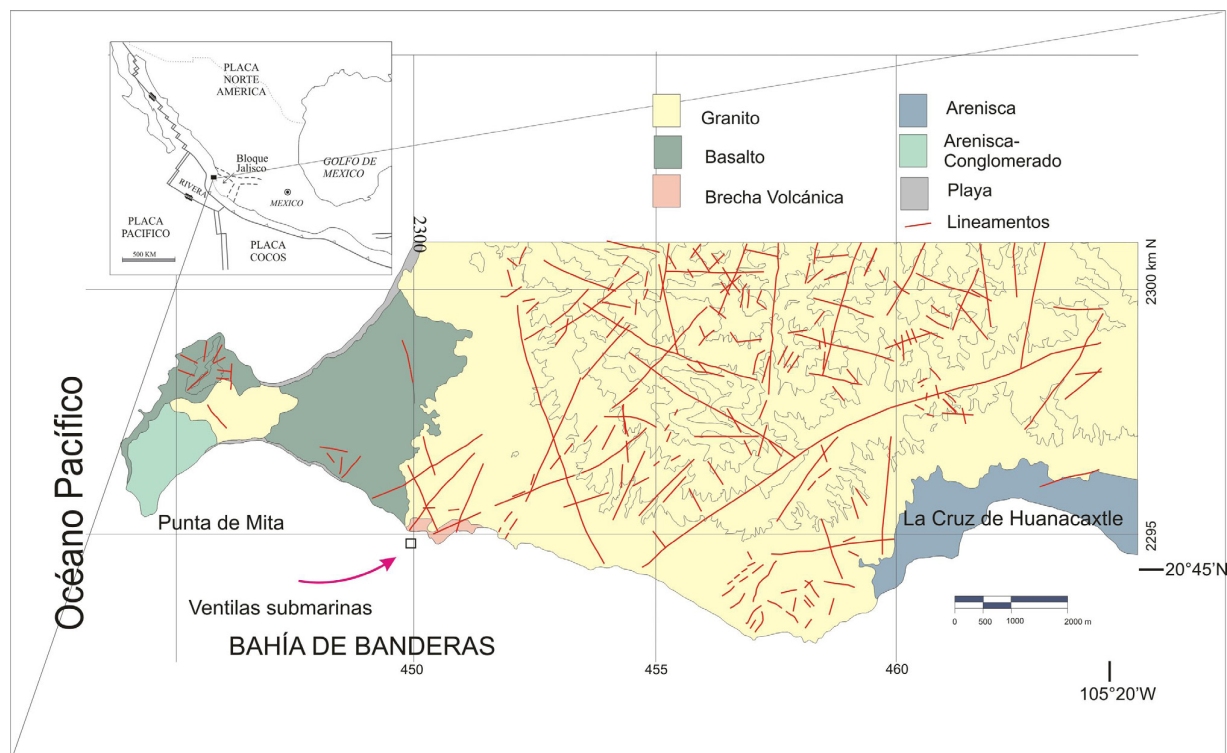 PLACA
NORTE
AMERICA
Bloque
Jalisco
GOLFO DE
MEXICO
RIVERA
MEXICO
PLACA
PACIFICO
PLACA
COCOS
500 KM
Granito
Basalto
Brecha Volcánica
Arenisca
Arenisca-
Conglomerado
Playa
Lineamentos
2300
2300 km N
Océano Pacífico
Punta de Mita
La Cruz de Huanacaxtle
2295
20°45'N
Ventilas submarinas
BAHÍA DE BANDERAS
0 500 1000 2000 m
450
455
460
105°20'W